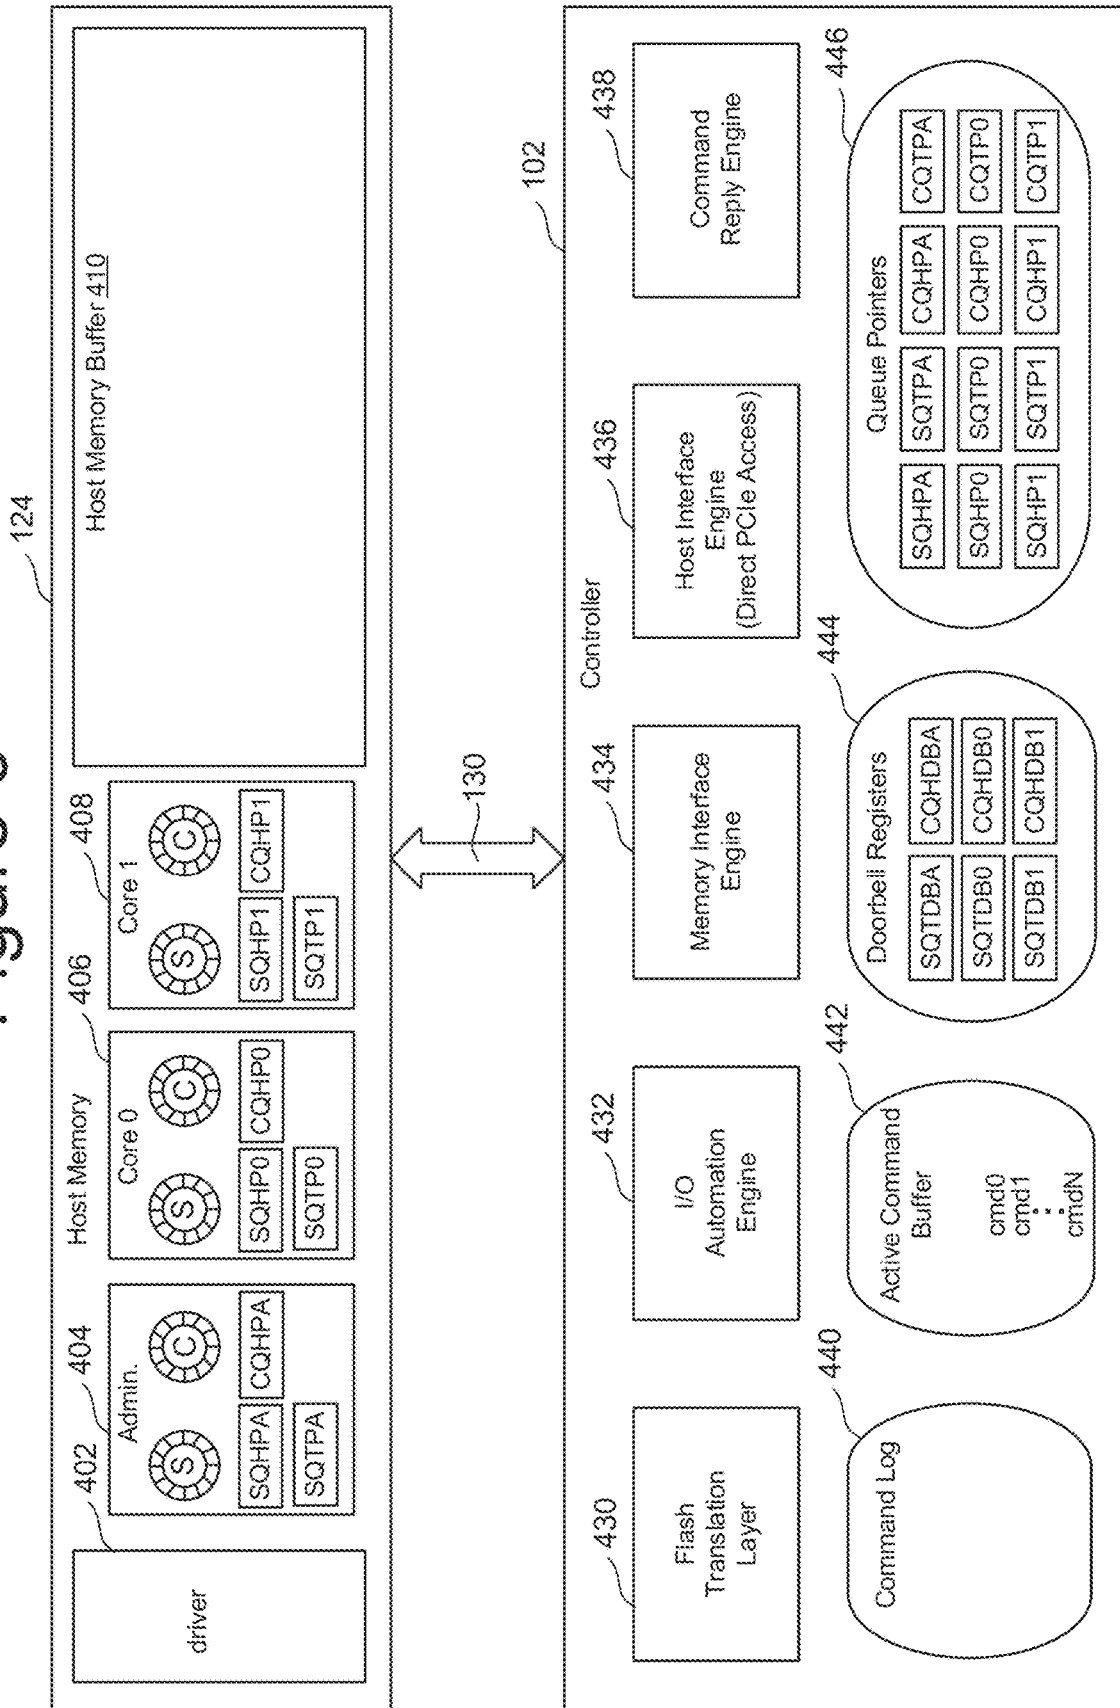 124
Host Memory
402
driver
404
Admin.
S
C
SQHPA
CQHPA
SQTPA
406
Core 0
S
C
SQHP0
CQHP0
SQTP0
408
Core 1
S
C
SQHP1
CQHP1
SQTP1
Host Memory Buffer 410
130
102
Controller
430
Flash
Translation
Layer
432
I/O
Automation
Engine
434
Memory Interface
Engine
436
Host Interface
Engine
(Direct PCIe Access)
438
Command
Reply Engine
440
Command Log
442
Active Command
Buffer
cmd0
cmd1
cmdN
444
Doorbell Registers
SQTDBA
CQHDBA
SQTDB0
CQHDB0
SQTDB1
CQHDB1
446
Queue Pointers
SQHPA
SQTPA
CQHPA
CQTPA
SQHP0
SQTP0
CQHP0
CQTP0
SQHP1
SQTP1
CQHP1
CQTP1